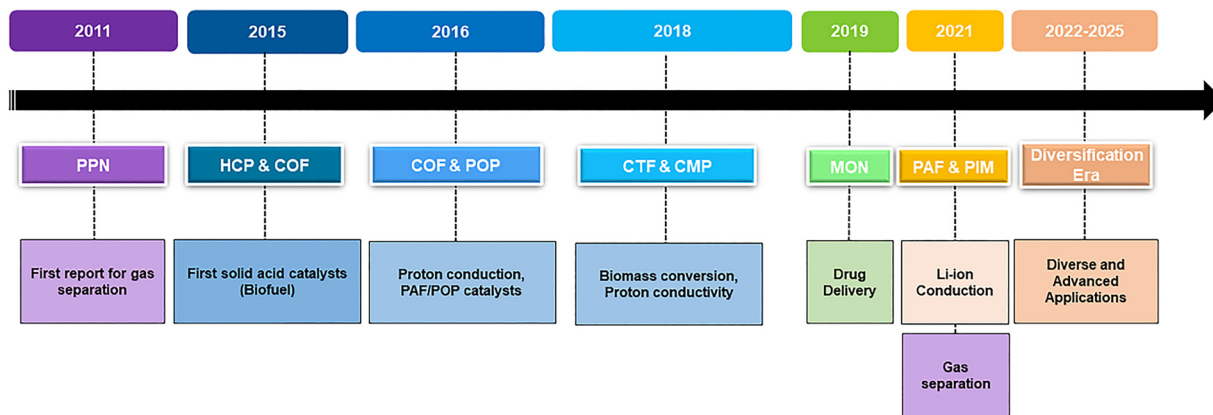 2011
2015
2016
2018
2019
2021
2022-2025
PPN
HCP & COF
COF & POP
CTF & CMP
MON
PAF & PIM
Diversification
Era
First report for gas
separation
First solid acid catalysts
(Biofuel)
Proton conduction,
PAF/POP catalysts
Biomass conversion,
Proton conductivity
Drug
Delivery
Li-ion
Conduction
Diverse and
Advanced
Applications
Gas
separation